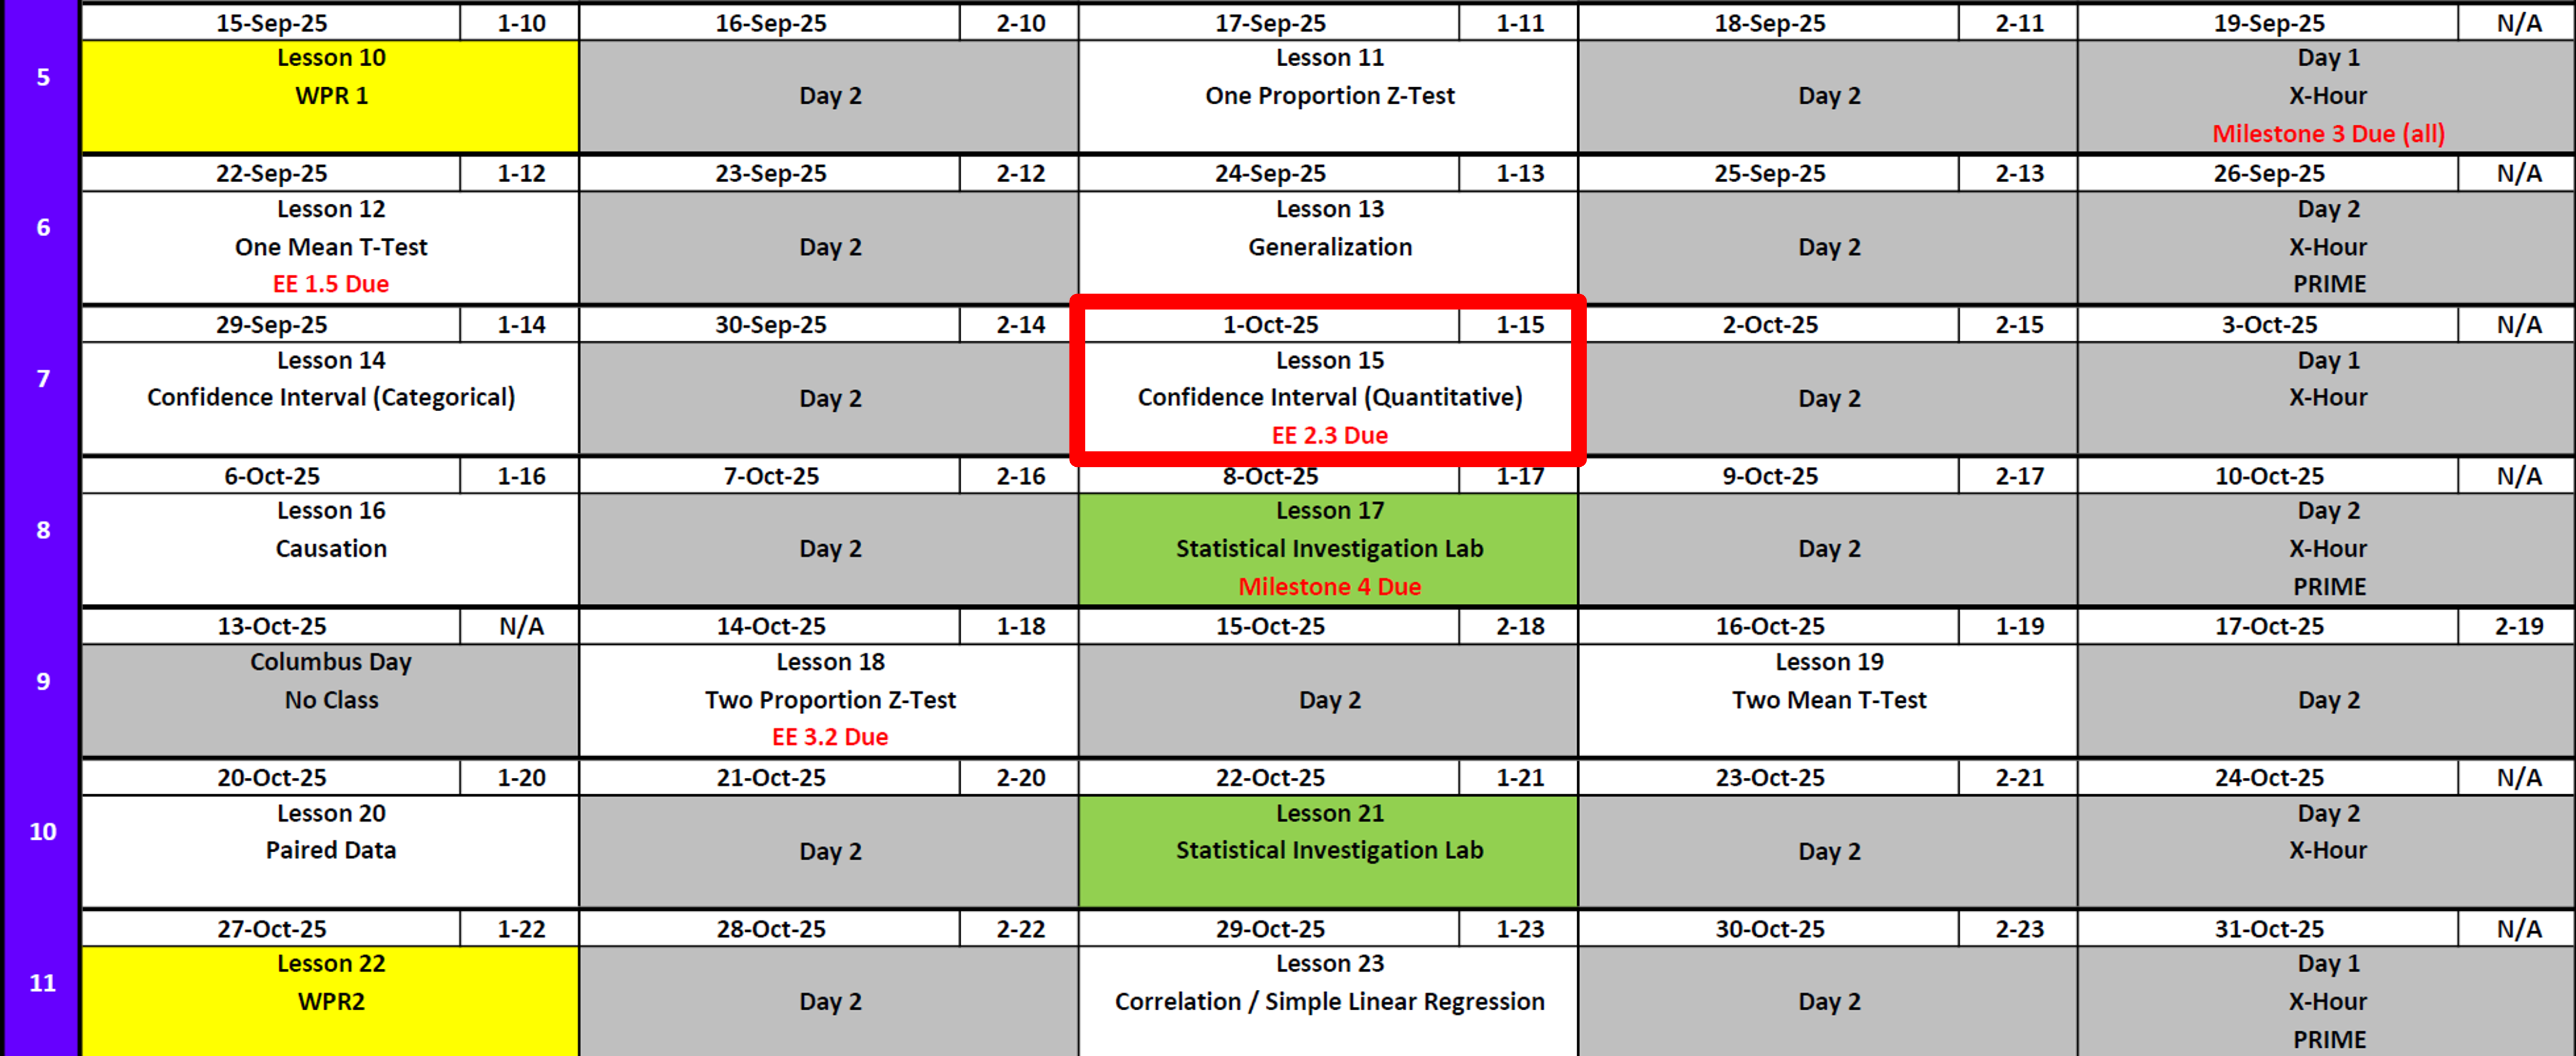 15-Sep-25 1-10 16-Sep-25 2-10 17-Sep-25 1-11 18-Sep-25 2-11 19-Sep-25 N/A
5
Lesson 10
WPR 1
Day 2
Lesson 11
One Proportion Z-Test
Day 2
Day 1
X-Hour
Milestone 3 Due (all)
22-Sep-25 1-12 23-Sep-25 2-12 24-Sep-25 1-13 25-Sep-25 2-13 26-Sep-25 N/A
6
Lesson 12
One Mean T-Test
EE 1.5 Due
Day 2
Lesson 13
Generalization
Day 2
Day 2
X-Hour
PRIME
29-Sep-25 1-14 30-Sep-25 2-14 1-Oct-25 1-15 2-Oct-25 2-15 3-Oct-25 N/A
7
Lesson 14
Confidence Interval (Categorical)
Day 2
Lesson 15
Confidence Interval (Quantitative)
EE 2.3 Due
Day 2
Day 1
X-Hour
6-Oct-25 1-16 7-Oct-25 2-16 8-Oct-25 1-17 9-Oct-25 2-17 10-Oct-25 N/A
8
Lesson 16
Causation
Day 2
Lesson 17
Statistical Investigation Lab
Milestone 4 Due
Day 2
Day 2
X-Hour
PRIME
13-Oct-25 N/A 14-Oct-25 1-18 15-Oct-25 2-18 16-Oct-25 1-19 17-Oct-25 2-19
9
Columbus Day
No Class
Lesson 18
Two Proportion Z-Test
EE 3.2 Due
Day 2
Lesson 19
Two Mean T-Test
Day 2
20-Oct-25 1-20 21-Oct-25 2-20 22-Oct-25 1-21 23-Oct-25 2-21 24-Oct-25 N/A
10
Lesson 20
Paired Data
Day 2
Lesson 21
Statistical Investigation Lab
Day 2
Day 2
X-Hour
27-Oct-25 1-22 28-Oct-25 2-22 29-Oct-25 1-23 30-Oct-25 2-23 31-Oct-25 N/A
11
Lesson 22
WPR2
Day 2
Lesson 23
Correlation / Simple Linear Regression
Day 2
Day 1
X-Hour
PRIME